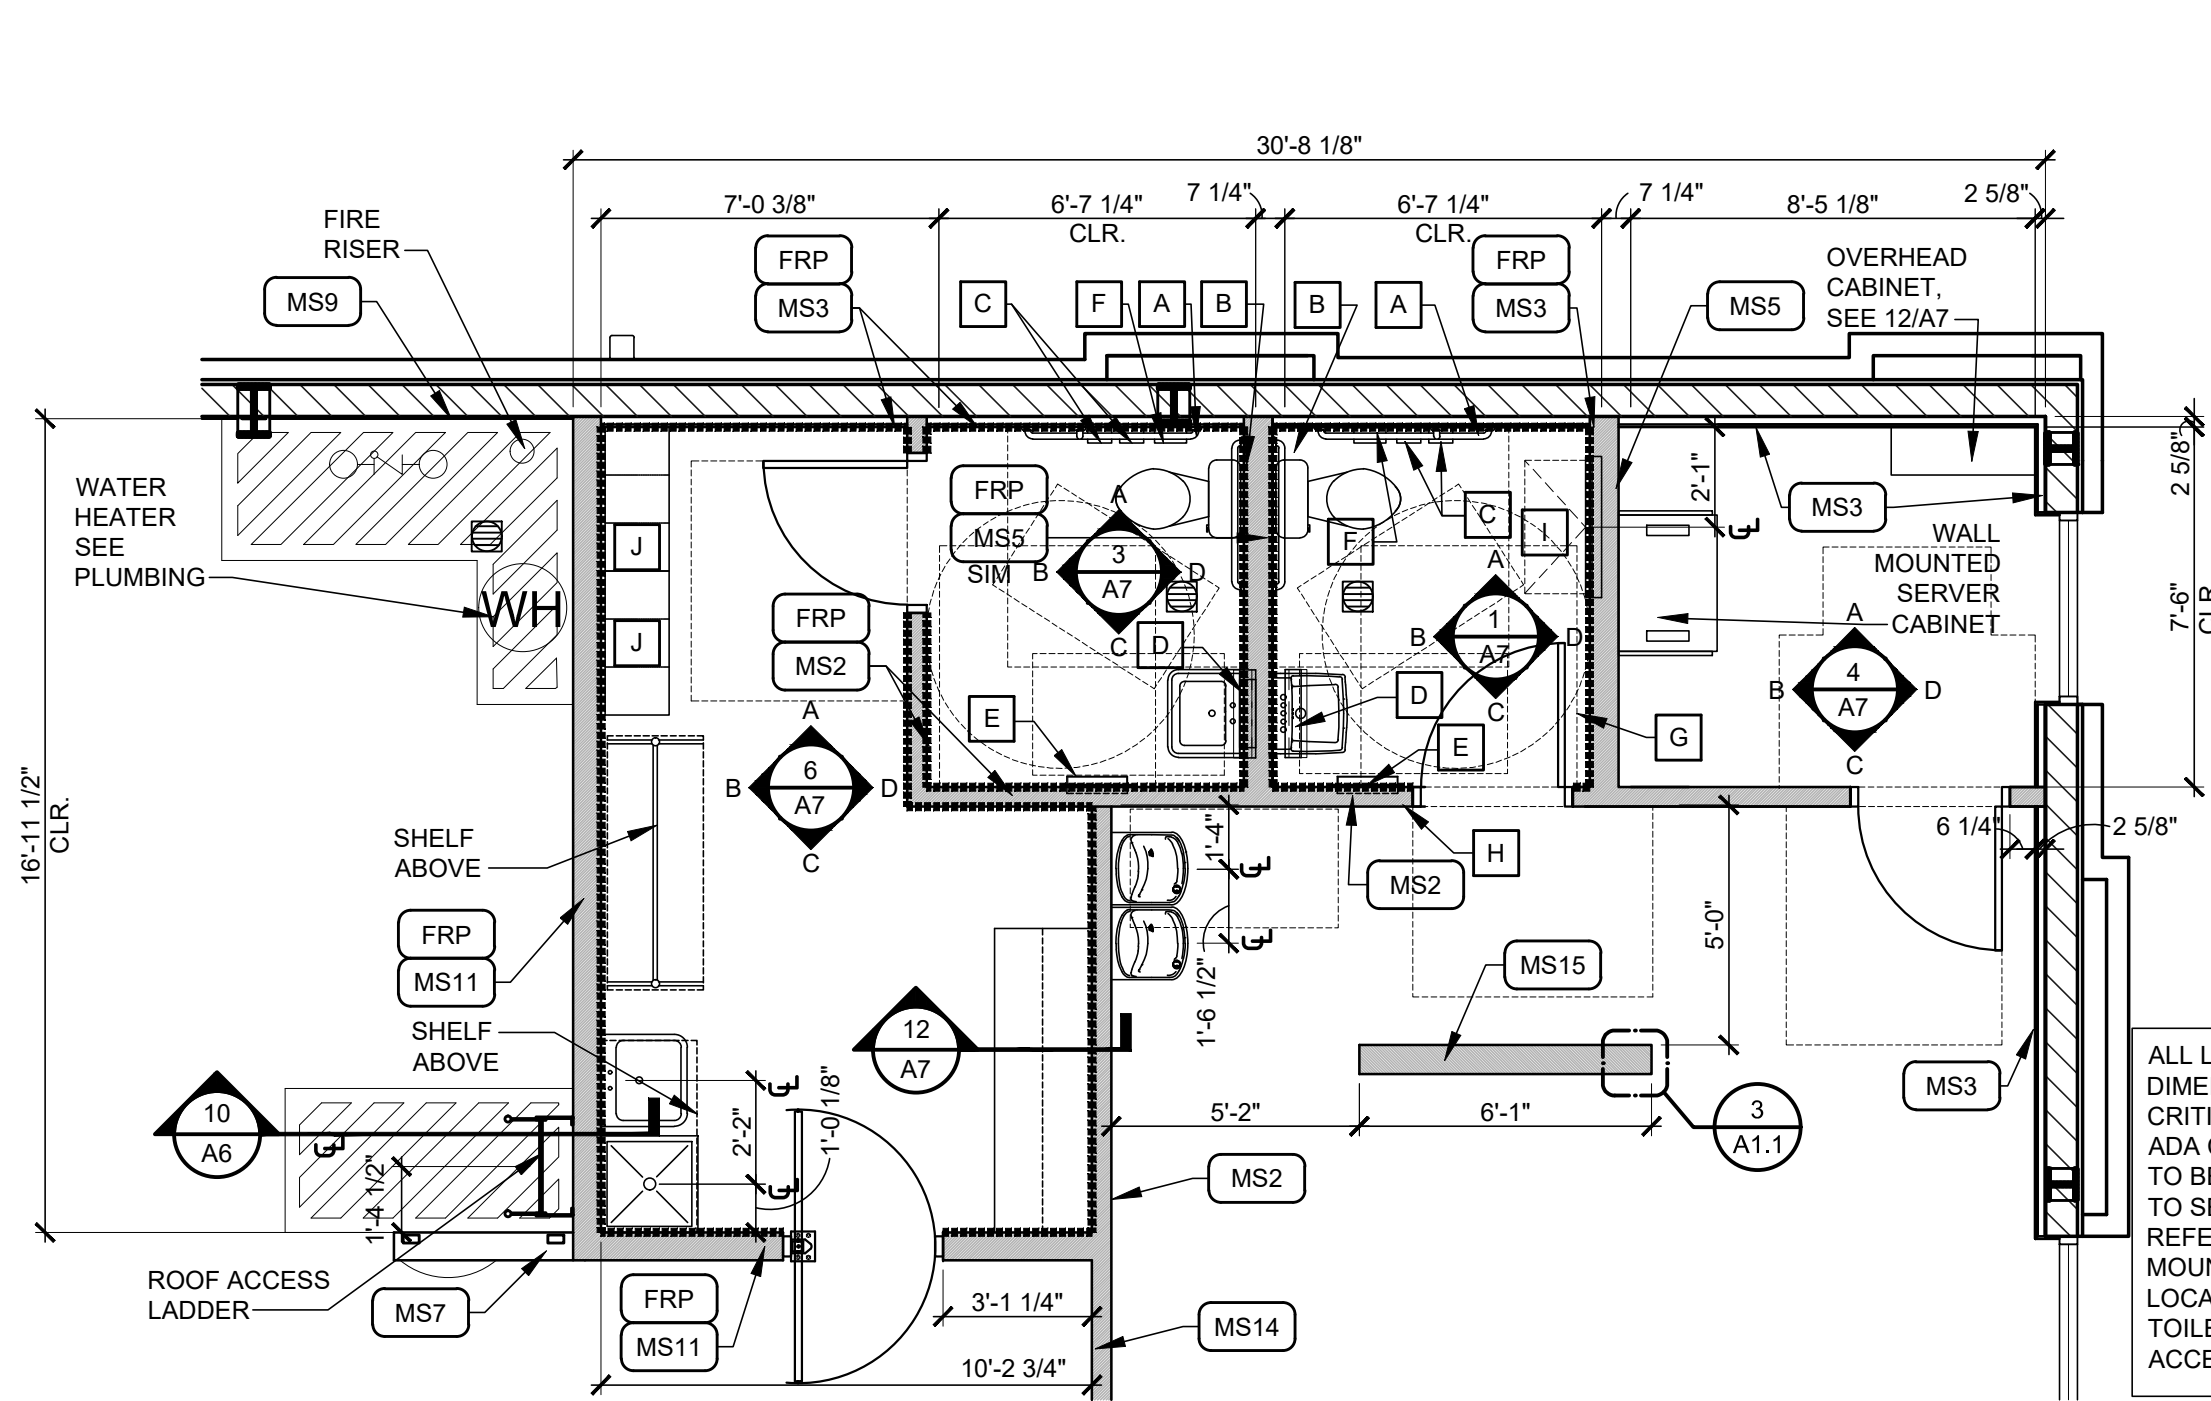 30'-8 1/8"
7'-0 3/8"
6'-7 1/4"
CLR.
7 1/4"
6'-7 1/4"
CLR.
7 1/4"
8'-5 1/8"
2 5/8"
FIRE
RISER
MS9
FRP
MS3
C
F
A
B
B
A
FRP
MS3
MS5
OVERHEAD
CABINET,
SEE 12/A7
WATER
HEATER
SEE
PLUMBING
WH
J
J
FRP
MS5
SIM
A
B
3
A7
D
C
D
FRP
MS2
E
F
C
I
A
B
1
A7
D
C
D
E
G
2'-1"
MS3
WALL
MOUNTED
SERVER
CABINET
A
B
4
A7
D
C
2 5/8"
7'-6"
16'-11 1/2"
CLR.
A
B
6
A7
D
C
SHELF
ABOVE
FRP
MS11
SHELF
ABOVE
1'-4"
1'-6 1/2"
H
MS2
6 1/4"
2 5/8"
5'-0"
MS15
12
A7
10
A6
1'-4 1/2"
2'-2"
1'-0 1/8"
5'-2"
6'-1"
3
A1.1
MS3
MS2
ROOF ACCESS
LADDER
MS7
FRP
MS11
3'-1 1/4"
10'-2 3/4"
MS14
ALL L
DIME
CRITI
ADA
TO BE
TO SE
REFE
MOUN
LOCA
TOILE
ACCE